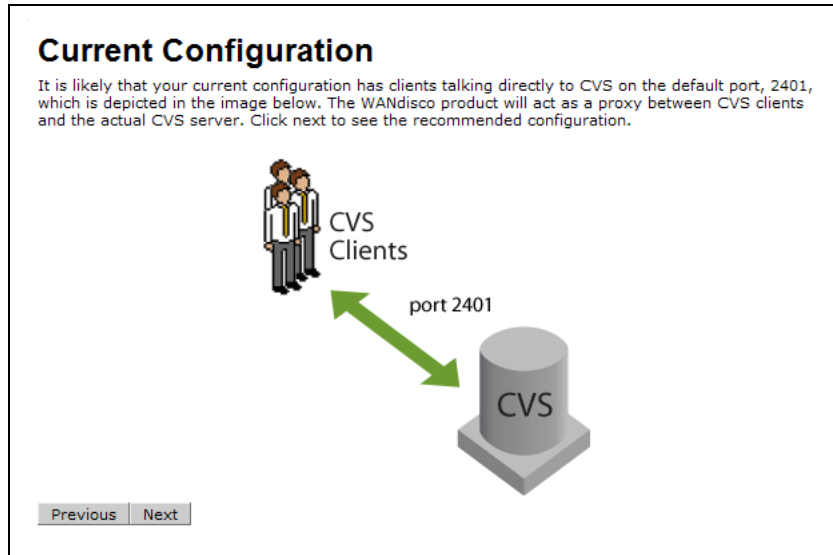 Current Configuration
It is likely that your current configuration has clients talking directly to CVS on the default port, 2401,
which is depicted in the image below. The WANdisco product will act as a proxy between CVS clients
and the actual CVS server. Click next to see the recommended configuration.
CVS
Clients
port 2401
CVS
Previous Next